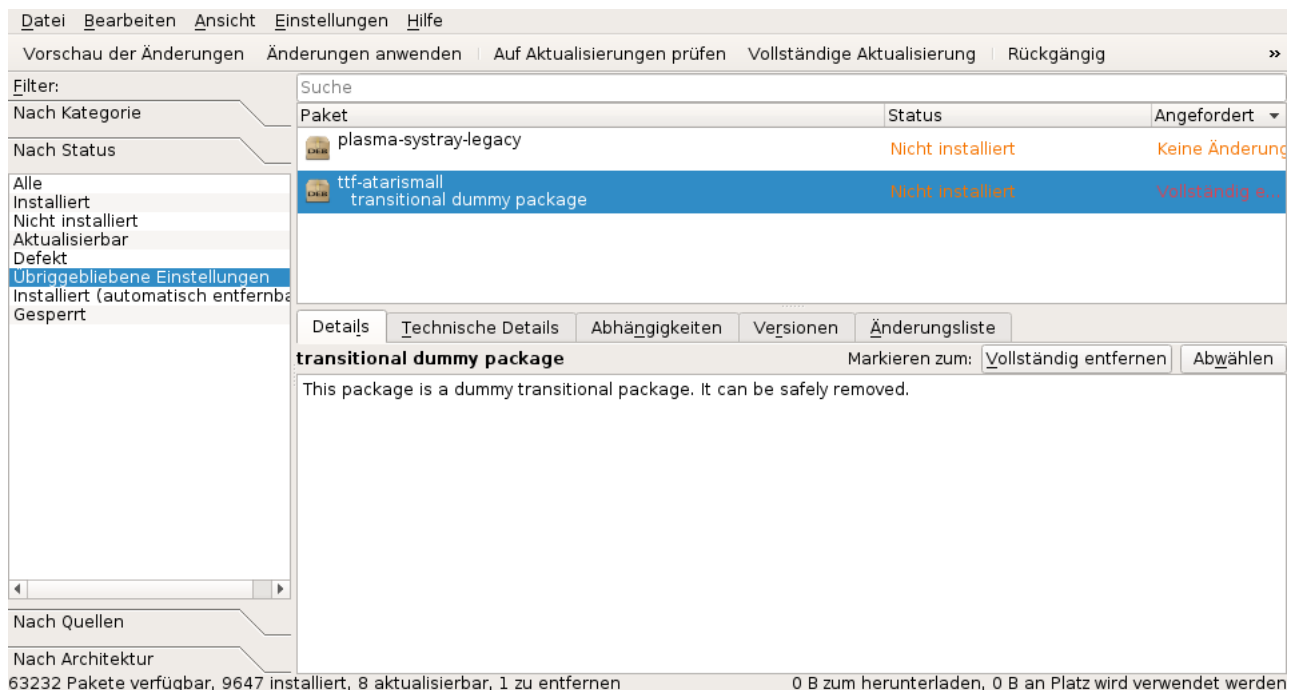 Datei Bearbeiten Ansicht Einstellungen Hilfe
Vorschau der Änderungen Änderungen anwenden Auf Aktualisierungen prüfen Vollständige Aktualisierung Rückgängig »
Filter:
Nach Kategorie
Nach Status
Alle
Installiert
Nicht installiert
Aktualisierbar
Defekt
Übriggebliebene Einstellungen
Installiert (automatisch entfernba
Gesperrt
Nach Quellen
Nach Architektur
Suche
Paket Status Angefordert
DEB plasma-systray-legacy Nicht installiert Keine Änderung
DEB ttf-atarismall Nicht installiert Vollständig e...
transitional dummy package
Details Technische Details Abhängigkeiten Versionen Änderungsliste
transitional dummy package Markieren zum: Vollständig entfernen Abwählen
This package is a dummy transitional package. It can be safely removed.
63232 Pakete verfügbar, 9647 installiert, 8 aktualisierbar, 1 zu entfernen 0 B zum herunterladen, 0 B an Platz wird verwendet werden